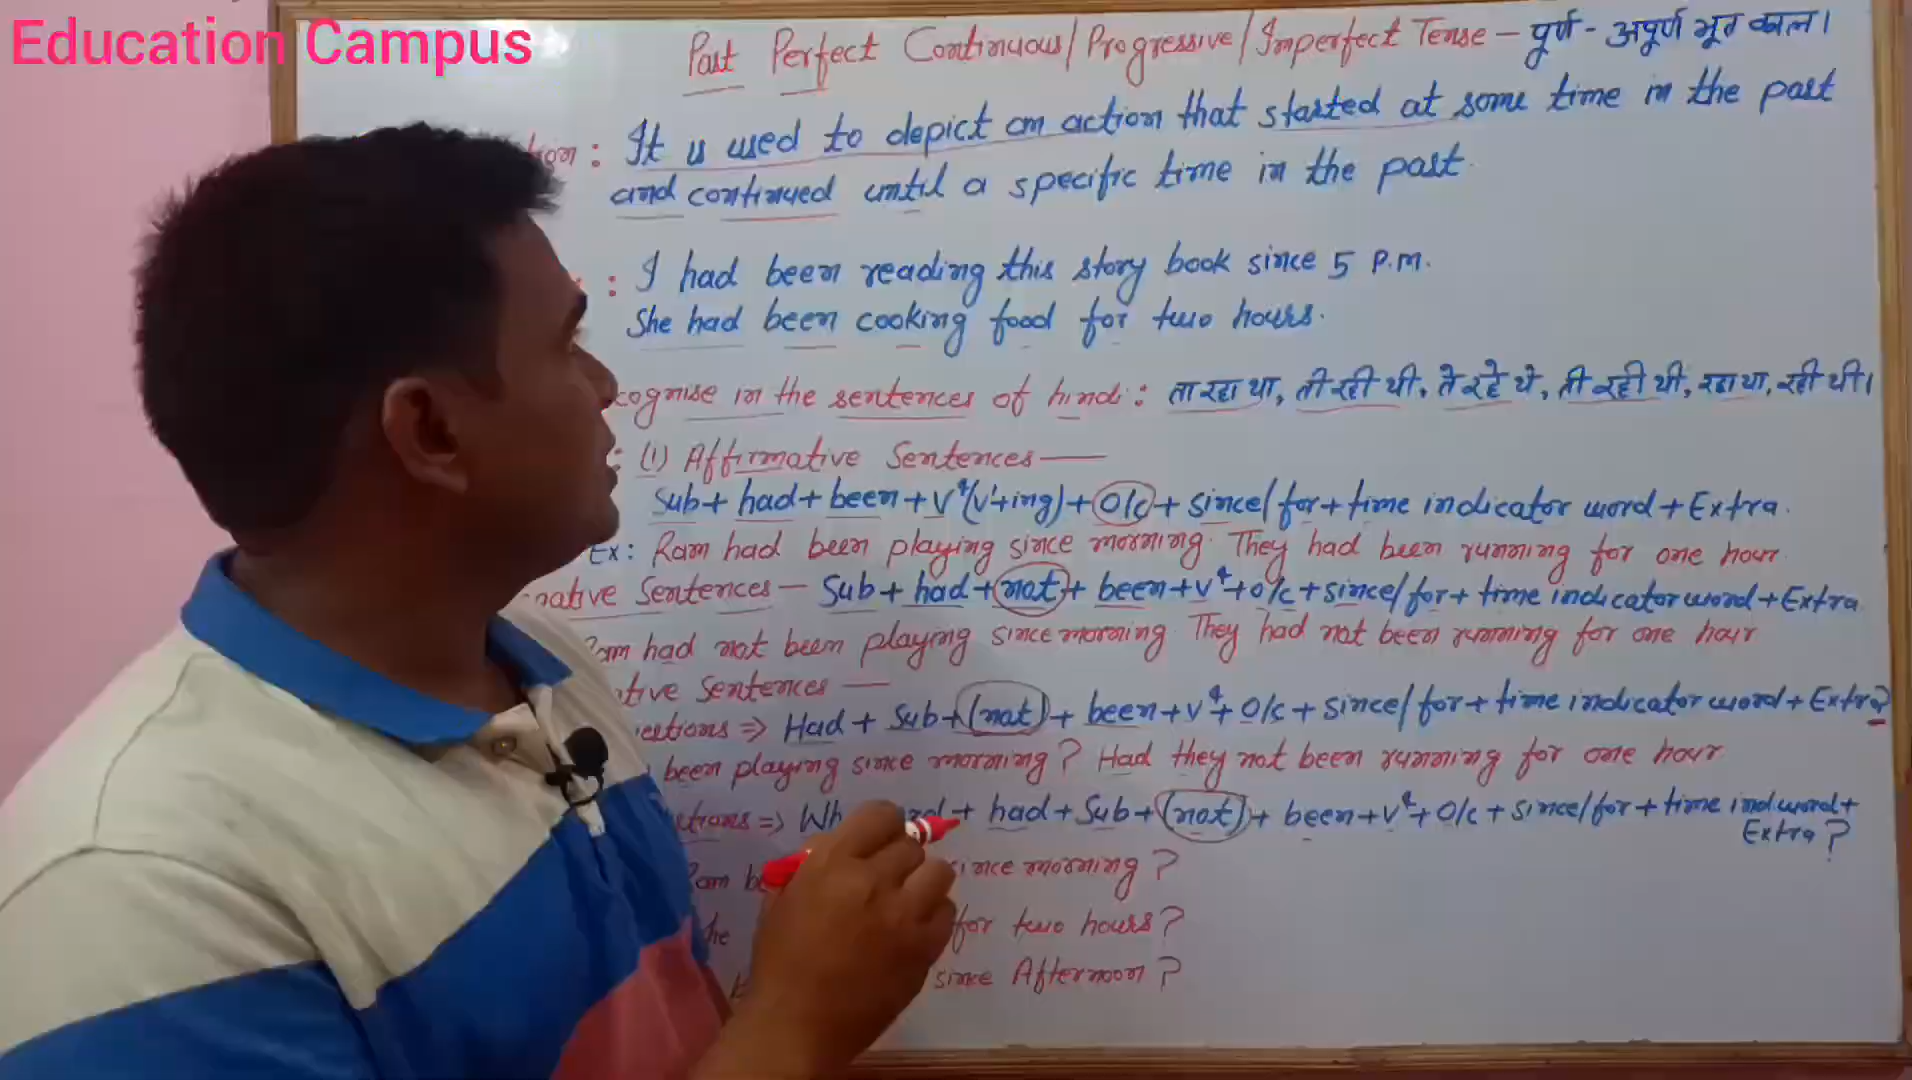 Education Campus
Past Perfect Continuous/Progressive/Imperfect Tense - पूर्ण - अपूर्ण भूत काल।
: It is used to depict an action that started at some time in the past
and continued until a specific time in the past.
: I had been reading this story book since 5 P.M.
She had been cooking food for two hours.
in the sentences of hindi: ता रहा था, ती रही थी, ते रहे थे, ती रही थी, रहा था, रही थी।
: (1) Affirmative Sentences—
Sub + had + been + V⁴(V¹+ing) + O/c + since/for + time indicator word + Extra.
Ex: Ram had been playing since morning. They had been running for one hour.
Sentences — Sub + had + (not) + been + V⁴ + O/c + since/for + time indicator word + Extra
had not been playing since morning. They had not been running for one hour
Sentences —
=> Had + Sub + (not) + been + V⁴ + O/c + since/for + time indicator word + Extra?
been playing since morning? Had they not been running for one hour
=> + had + Sub + (not) + been + V⁴ + O/c + since/for + time ind word +
Extra?
since morning?
for two hours?
since Afternoon?